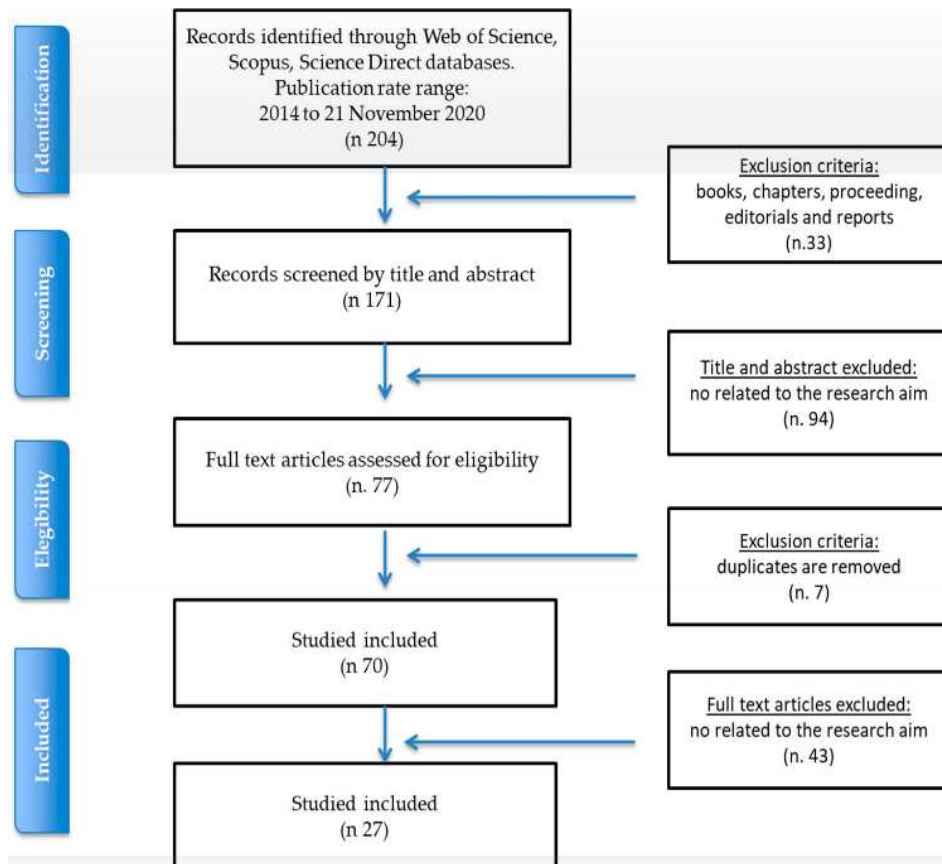 Identification
Records identified through Web of Science,
Scopus, Science Direct databases.
Publication rate range:
2014 to 21 November 2020
(n 204)
Exclusion criteria:
books, chapters, proceeding,
editorials and reports
(n.33)
Screening
Records screened by title and abstract
(n 171)
Title and abstract excluded:
no related to the research aim
(n. 94)
Elegibility
Full text articles assessed for eligibility
(n. 77)
Exclusion criteria:
duplicates are removed
(n. 7)
Included
Studied included
(n 70)
Full text articles excluded:
no related to the research aim
(n. 43)
Studied included
(n 27)